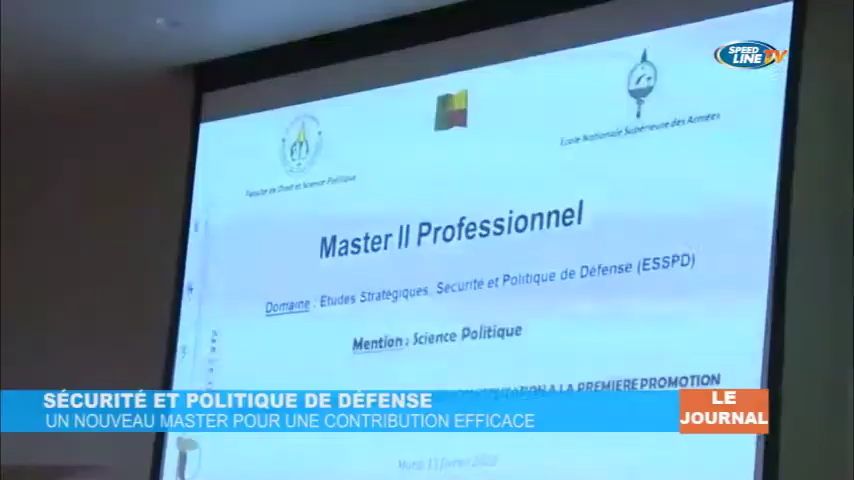 SPEED
LINE TV
Faculté de Droit et Science Politique
Ecole Nationale Supérieure des Armées
Master II Professionnel
Domaine : Etudes Stratégiques, Sécurité et Politique de Défense (ESSPD)
Mention : Science Politique
A LA PREMIERE PROMOTION
SÉCURITÉ ET POLITIQUE DE DÉFENSE
UN NOUVEAU MASTER POUR UNE CONTRIBUTION EFFICACE
LE
JOURNAL